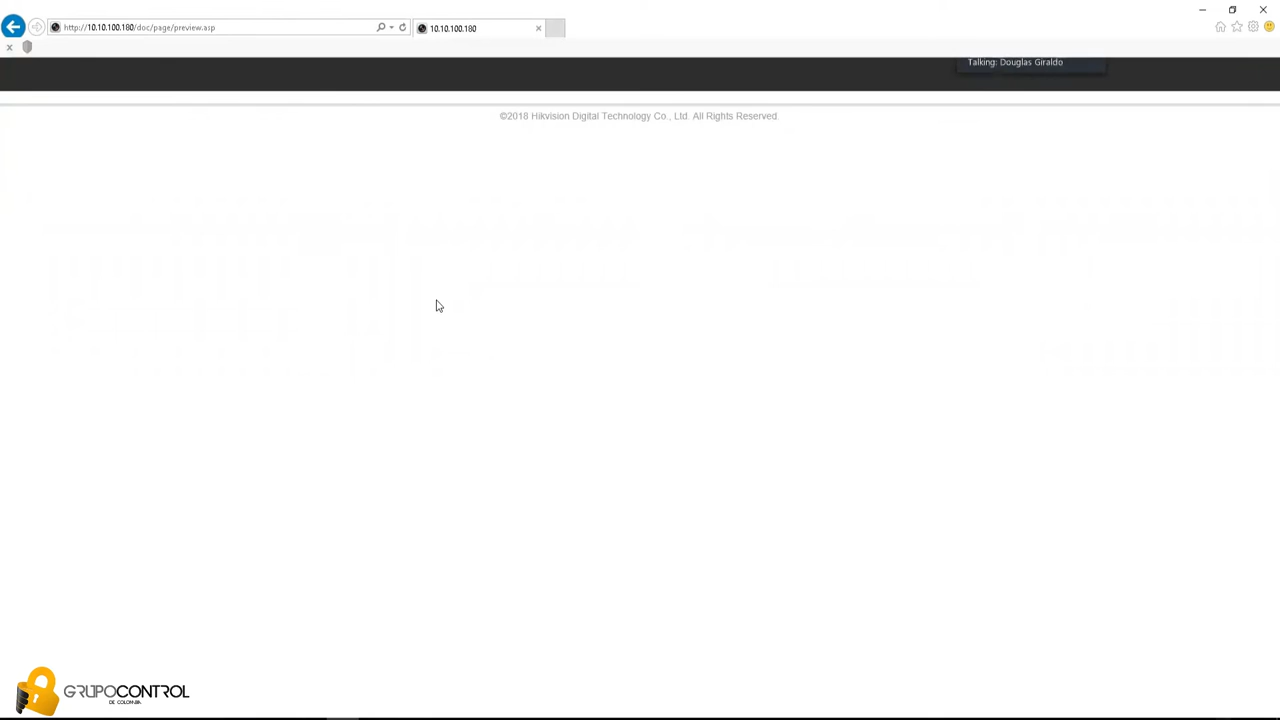 http://10.10.100.180/doc/page/preview.asp
10.10.100.180
Talking: Douglas Giraldo
©2018 Hikvision Digital Technology Co., Ltd. All Rights Reserved.
GRUPOCONTROL
DE COLOMBIA